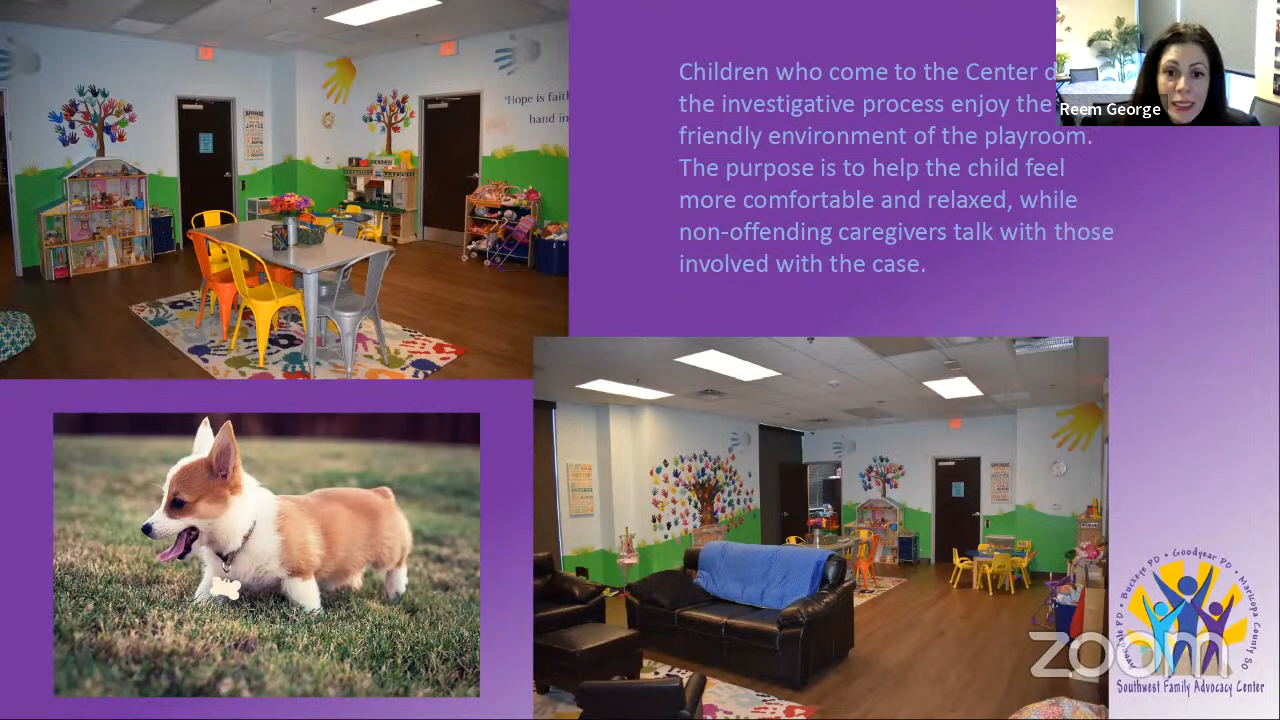 Children who come to the Center
the investigative process enjoy the
friendly environment of the playroom.
The purpose is to help the child feel
more comfortable and relaxed, while
non-offending caregivers talk with those
involved with the case.
Reem George
"Hope is faith
hand in
zoom
Buckeye PD • Goodyear PD • Maricopa County SO
Southwest Family Advocacy Center